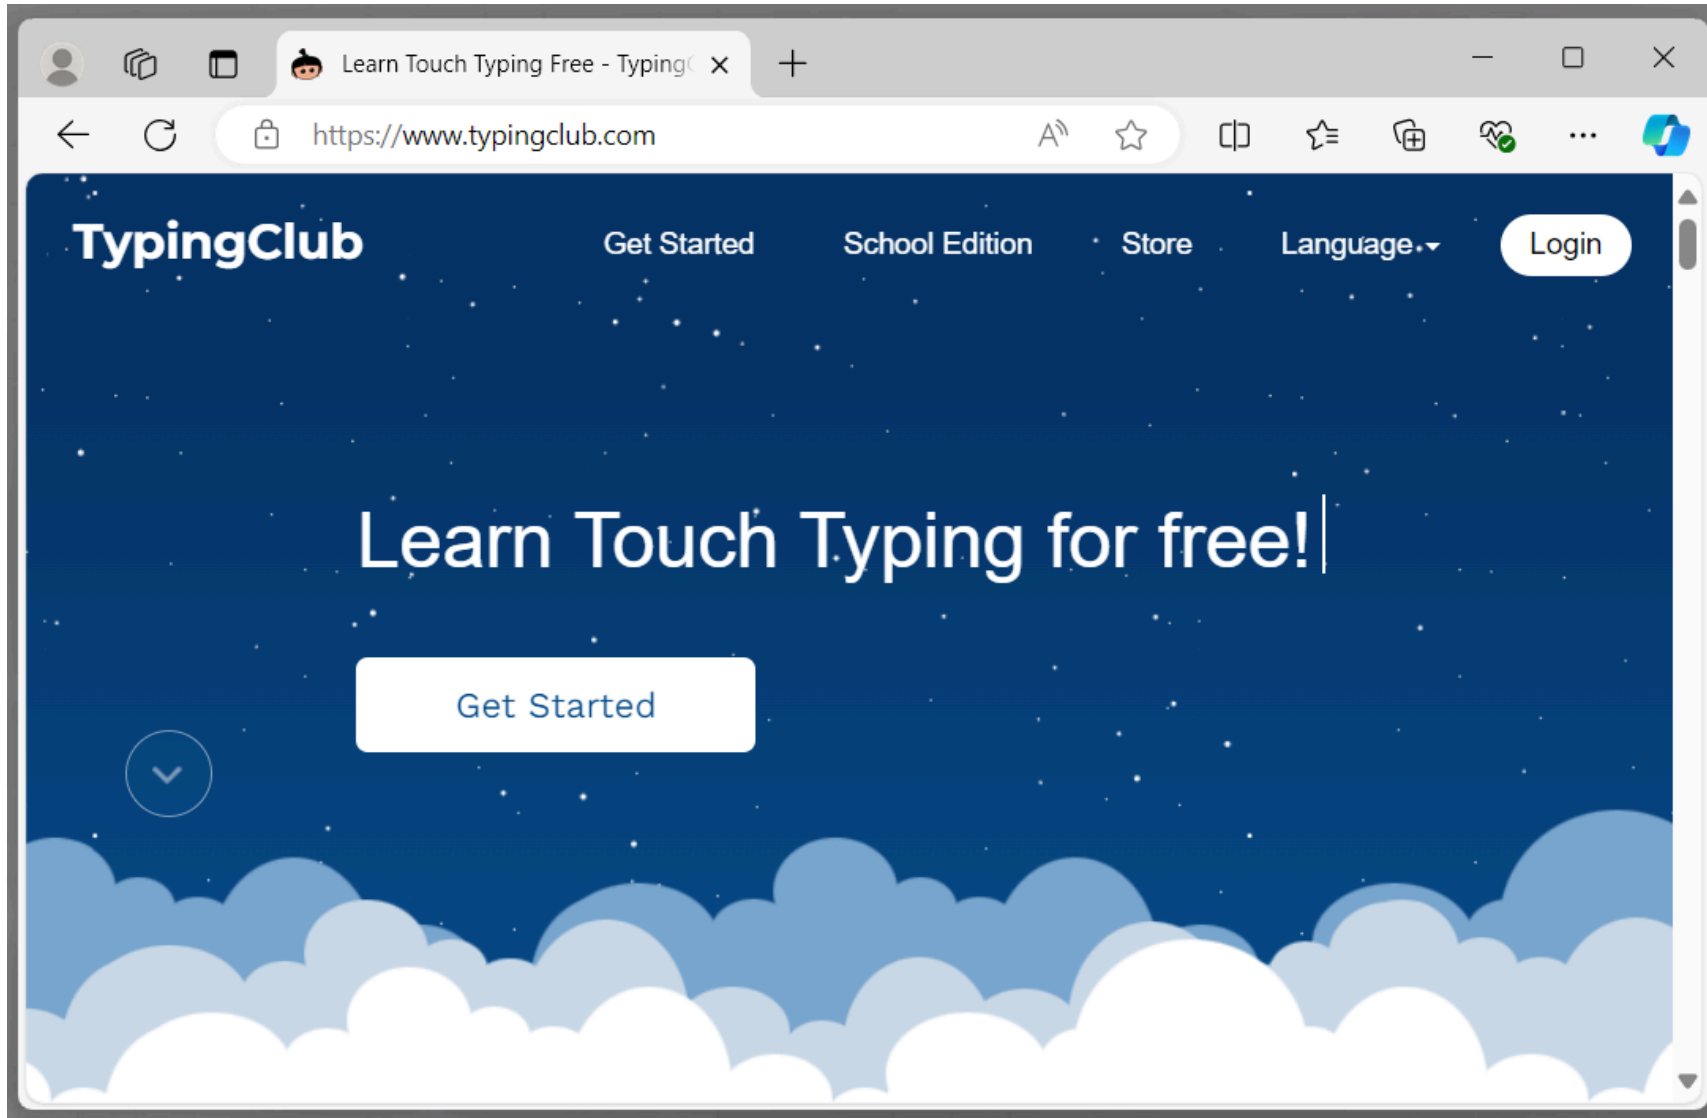 Learn Touch Typing Free - Typing
https://www.typingclub.com
TypingClub Get Started School Edition Store Language Login
Learn Touch Typing for free!
Get Started